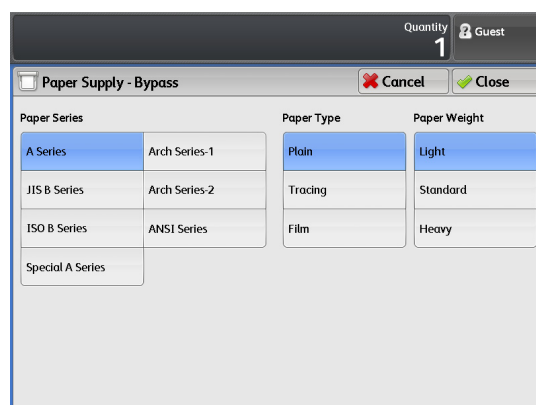 Quantity
1
Guest
Paper Supply - Bypass
Cancel
Close
Paper Series
Paper Type
Paper Weight
A Series
Arch Series-1
Plain
Light
JIS B Series
Arch Series-2
Tracing
Standard
ISO B Series
ANSI Series
Film
Heavy
Special A Series